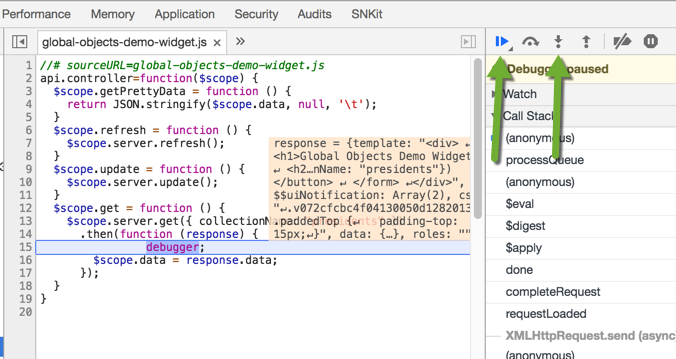 Performance Memory Application Security Audits SNKit
global-objects-demo-widget.js × »
1 //# sourceURL=global-objects-demo-widget.js
2 api.controller=function($scope) {
3 $scope.getPrettyData = function () {
4 return JSON.stringify($scope.data, null, '\t');
5 }
6 $scope.refresh = function () {
7 $scope.server.refresh();
8 }
9 $scope.update = function () {
10 $scope.server.update();
11 }
12 $scope.get = function () {
13 $scope.server.get({ collectionNa
14 .then(function (response) {
15 debugger;
16 $scope.data = response.data;
17 });
18 }
19 }
20
response = {template: "<div> ↵
<h1>Global Objects Demo Widget
↵ <h2…nName: "presidents"})
</button> ↵ </form> ↵</div>",
$$uiNotification: Array(2), cs
"↵.v072cfcbc4f04130050d1282013
.paddedTop {↵ padding-top:
15px;↵}", data: {…}, roles: ""
Debugg paused
Watch
Call Stac
(anonymous)
processQueue
(anonymous)
$eval
$digest
$apply
done
completeRequest
requestLoaded
XMLHttpRequest.send (async
(anonymous)